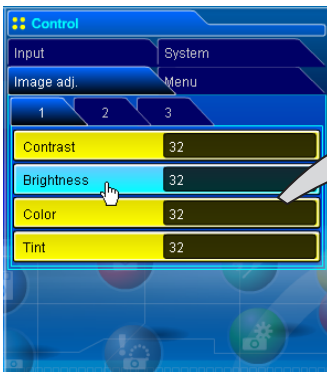 Control
Input System
Image adj. Menu
1 2 3
Contrast 32
Brightness 32
Color 32
Tint 32